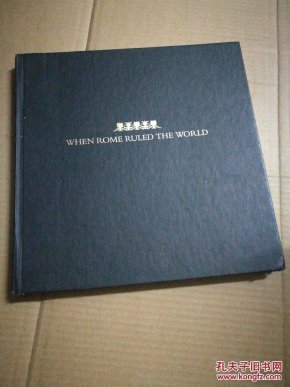 WHEN ROME RULED THE WORLD
孔夫子旧书网
www.kongfz.com